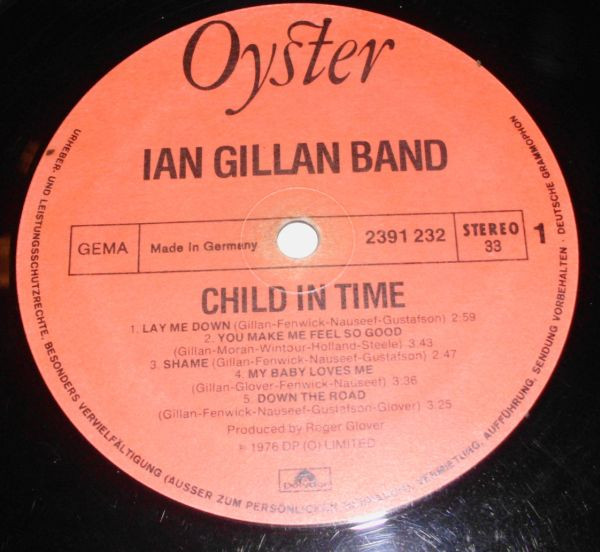 Oyster
IAN GILLAN BAND
GEMA
Made in Germany
2391 232
STEREO
33
1
CHILD IN TIME
1. LAY ME DOWN (Gillan-Fenwick-Nauseef-Gustafson) 2:59
2. YOU MAKE ME FEEL SO GOOD
(Gillan-Moran-Wintour-Holland-Steele) 3.43
3. SHAME (Gillan-Fenwick-Nauseef-Gustafson) 2 47
4. MY BABY LOVES ME
(Gillan-Glover-Fenwick-Nauseef) 3.36
5. DOWN THE ROAD
(Gillan-Fenwick-Nauseef-Gustafson-Glover) 3.25
Produced by Roger Glover
℗ 1976 DP (O) LIMITED
Polydor
URHEBER- UND LEISTUNGSSCHUTZRECHTE. BESONDERS VERVIELFÄLTIGUNG (AUSSER ZUM PERSÖNLICHEN VERMIETUNG, AUFFÜHRUNG, SENDUNG VORBEHALTEN · DEUTSCHE GRAMMOPHON